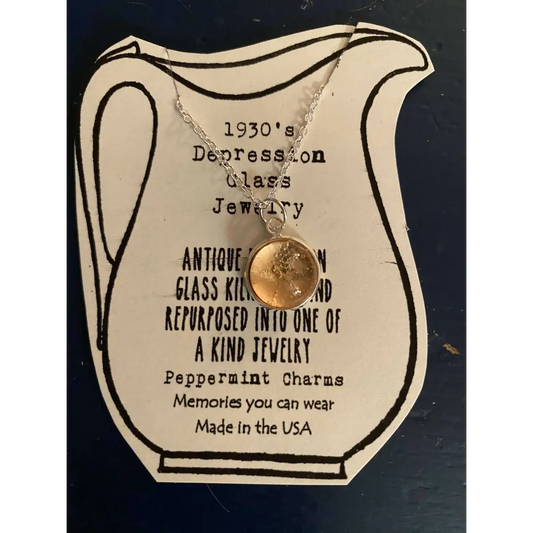 1930's
Depression
Glass
Jewelry
ANTIQUE
GLASS
REPURPOSED INTO ONE OF
A KIND JEWELRY
Peppermint Charms
Memories you can wear
Made in the USA